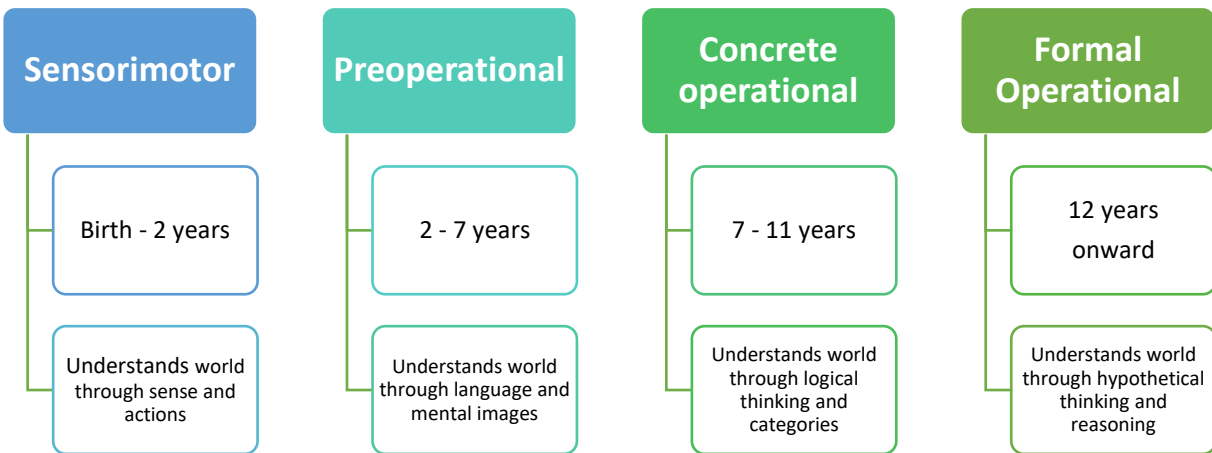 Sensorimotor
Birth - 2 years
Understands world
through sense and
actions
Preoperational
2 - 7 years
Understands world
through language and
mental images
Concrete
operational
7 - 11 years
Understands world
through logical
thinking and
categories
Formal
Operational
12 years
onward
Understands world
through hypothetical
thinking and
reasoning